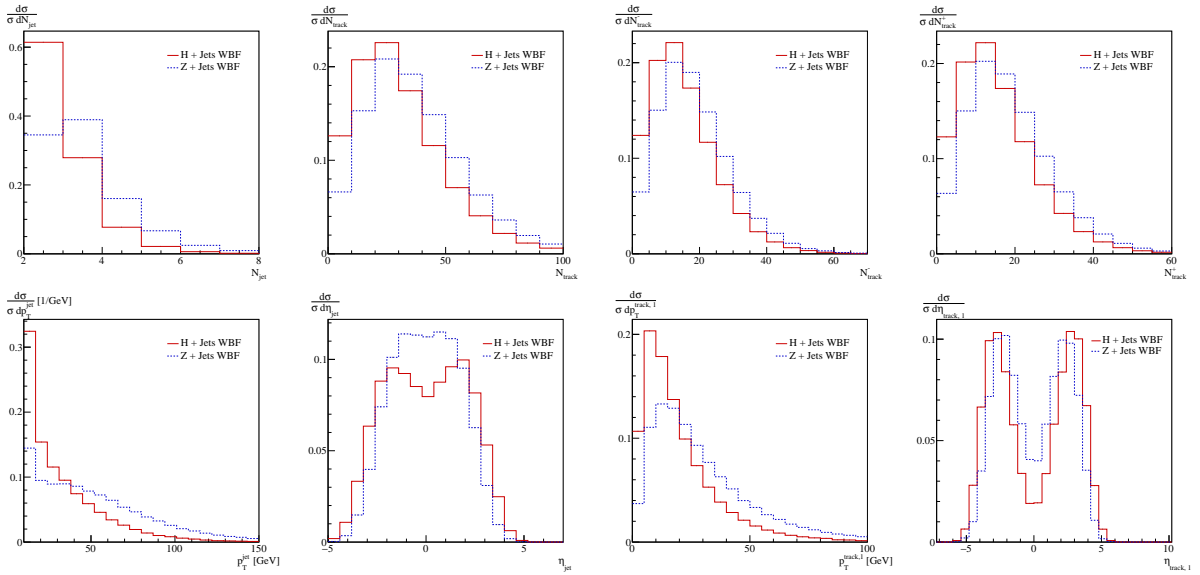 dσ
σ dN_jet
H + Jets WBF
Z + Jets WBF
0.6
0.4
0.2
0
2 4 6 8
N_jet
dσ
σ dN_track
H + Jets WBF
Z + Jets WBF
0.2
0.1
0
0 50 100
N_track
dσ
σ dN^-_track
H + Jets WBF
Z + Jets WBF
0.2
0.1
0
0 20 40 60
N^-_track
dσ
σ dN^+_track
H + Jets WBF
Z + Jets WBF
0.2
0.1
0
0 20 40 60
N^+_track
dσ
σ dp_T^jet [1/GeV]
H + Jets WBF
Z + Jets WBF
0.3
0.2
0.1
0
50 100 150
p_T^jet [GeV]
dσ
σ dη_jet
H + Jets WBF
Z + Jets WBF
0.1
0.05
0
−5 0 5
η_jet
dσ
σ dp_T^track,1
H + Jets WBF
Z + Jets WBF
0.2
0.1
0
0 50 100
p_T^track,1 [GeV]
dσ
σ dη_track, 1
H + Jets WBF
Z + Jets WBF
0.1
0.05
0
−5 0 5 10
η_track, 1